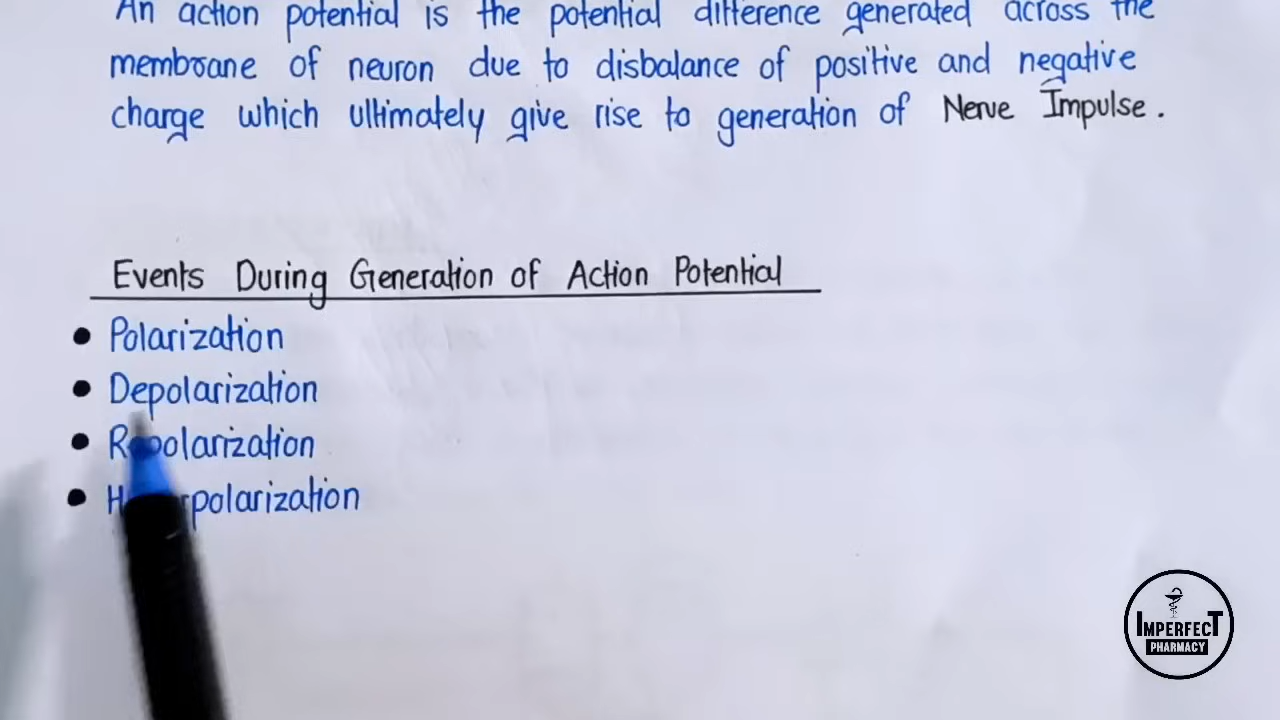 An action potential is the potential difference generated across the
membrane of neuron due to disbalance of positive and negative
charge which ultimately give rise to generation of Nerve Impulse.
Events During Generation of Action Potential
• Polarization
• Depolarization
• Repolarization
• Hyperpolarization
IMPERFECT
PHARMACY